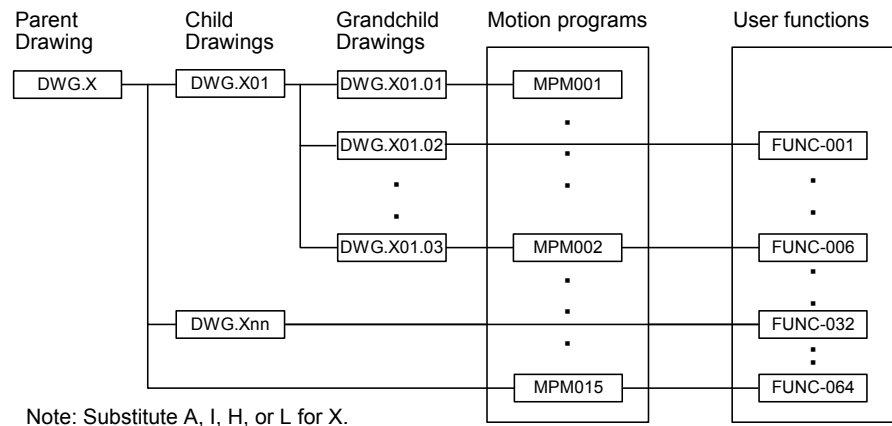 Parent
Drawing
Child
Drawings
Grandchild
Drawings
Motion programs
User functions
DWG.X
DWG.X01
DWG.X01.01
MPM001
DWG.X01.02
FUNC-001
DWG.X01.03
MPM002
FUNC-006
DWG.Xnn
FUNC-032
MPM015
FUNC-064
Note: Substitute A, I, H, or L for X.